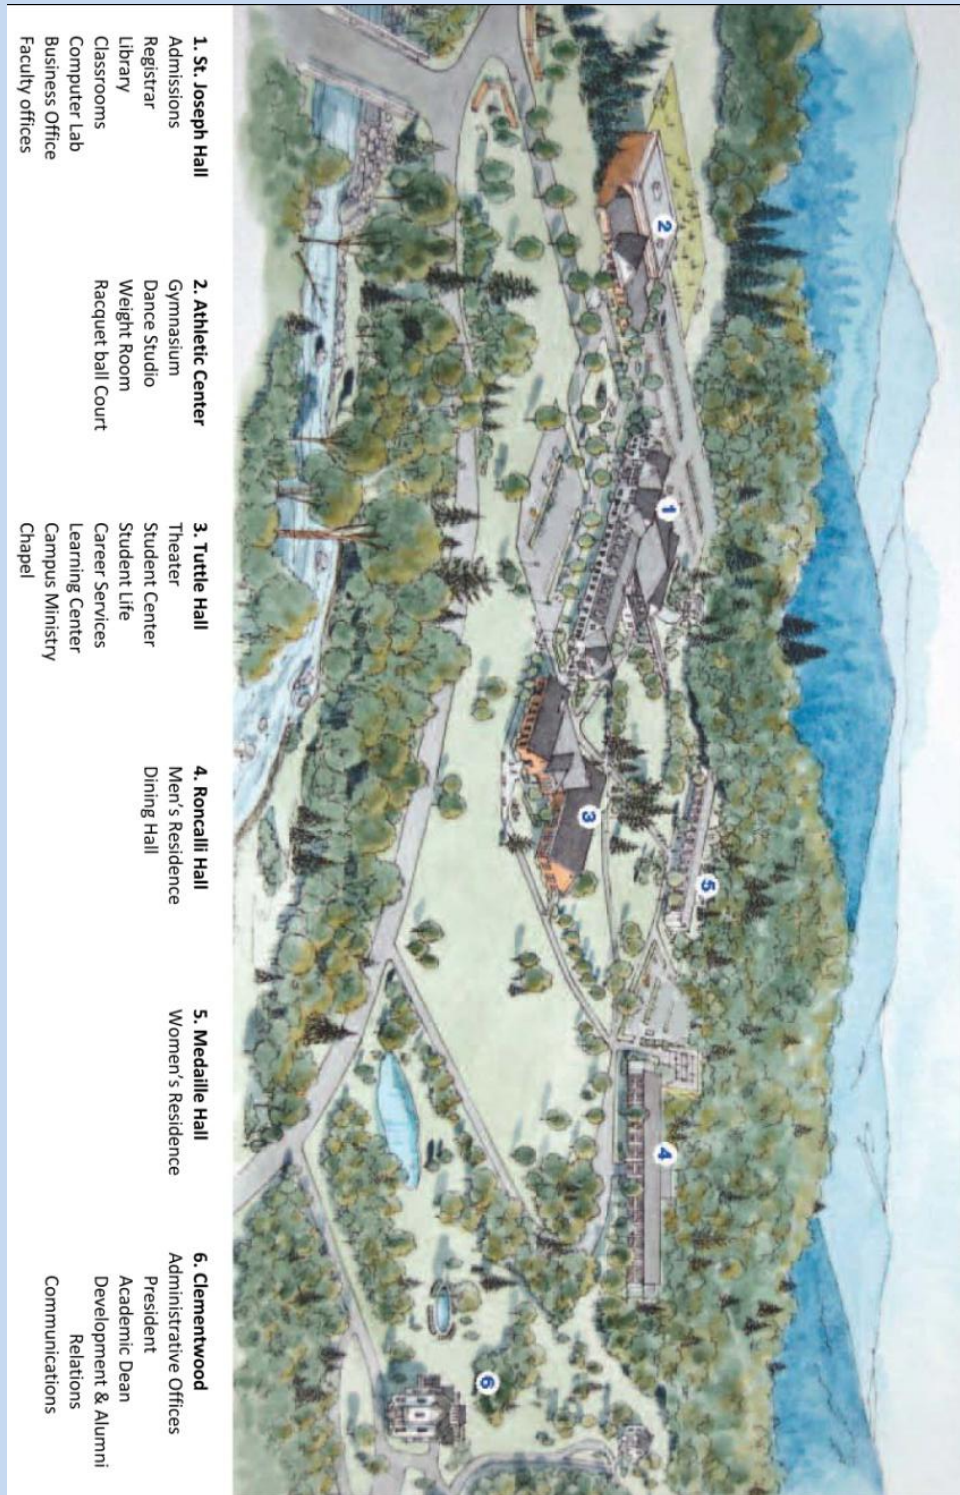 1. St. Joseph Hall
Admissions
Registrar
Library
Classrooms
Computer Lab
Business Office
Faculty offices
2. Athletic Center
Gymnasium
Dance Studio
Weight Room
Racquet ball Court
3. Tuttle Hall
Theater
Student Center
Student Life
Career Services
Learning Center
Campus Ministry
Chapel
4. Roncalli Hall
Men's Residence
Dining Hall
5. Medaille Hall
Women's Residence
6. Clementwood
Administrative Offices
President
Academic Dean
Development & Alumni
Relations
Communications
2
1
3
5
4
6